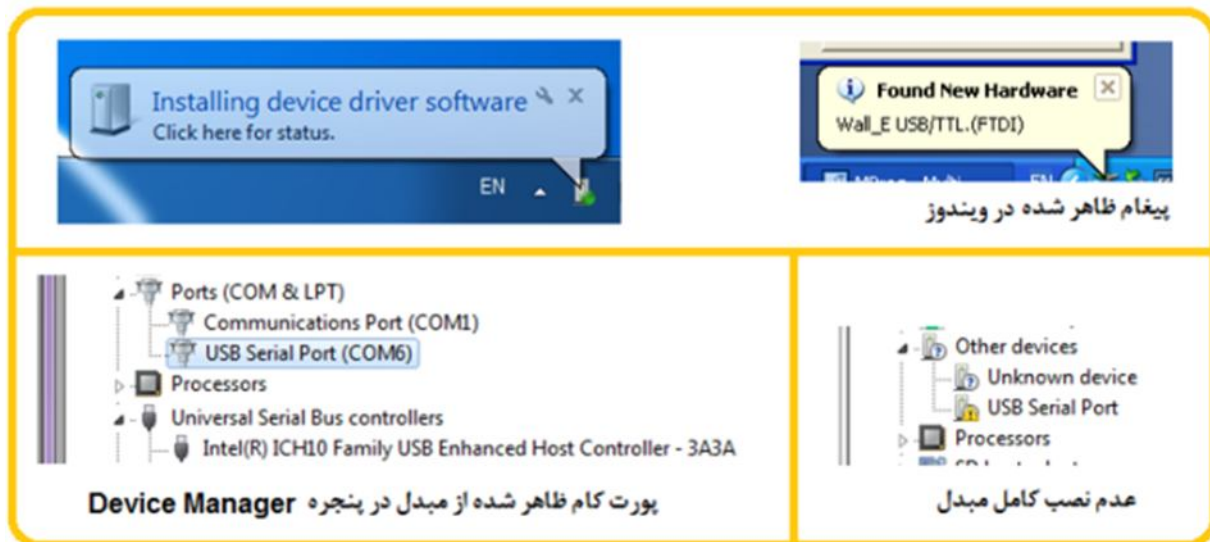 Installing device driver software
Click here for status.
EN
Found New Hardware
Wall_E USB/TTL.(FTDI)
EN
پیغام ظاهر شده در ویندوز
Ports (COM & LPT)
Communications Port (COM1)
USB Serial Port (COM6)
Processors
Universal Serial Bus controllers
Intel(R) ICH10 Family USB Enhanced Host Controller - 3A3A
پورت کام ظاهر شده از مبدل در پنجره Device Manager
Other devices
Unknown device
USB Serial Port
Processors
عدم نصب کامل مبدل